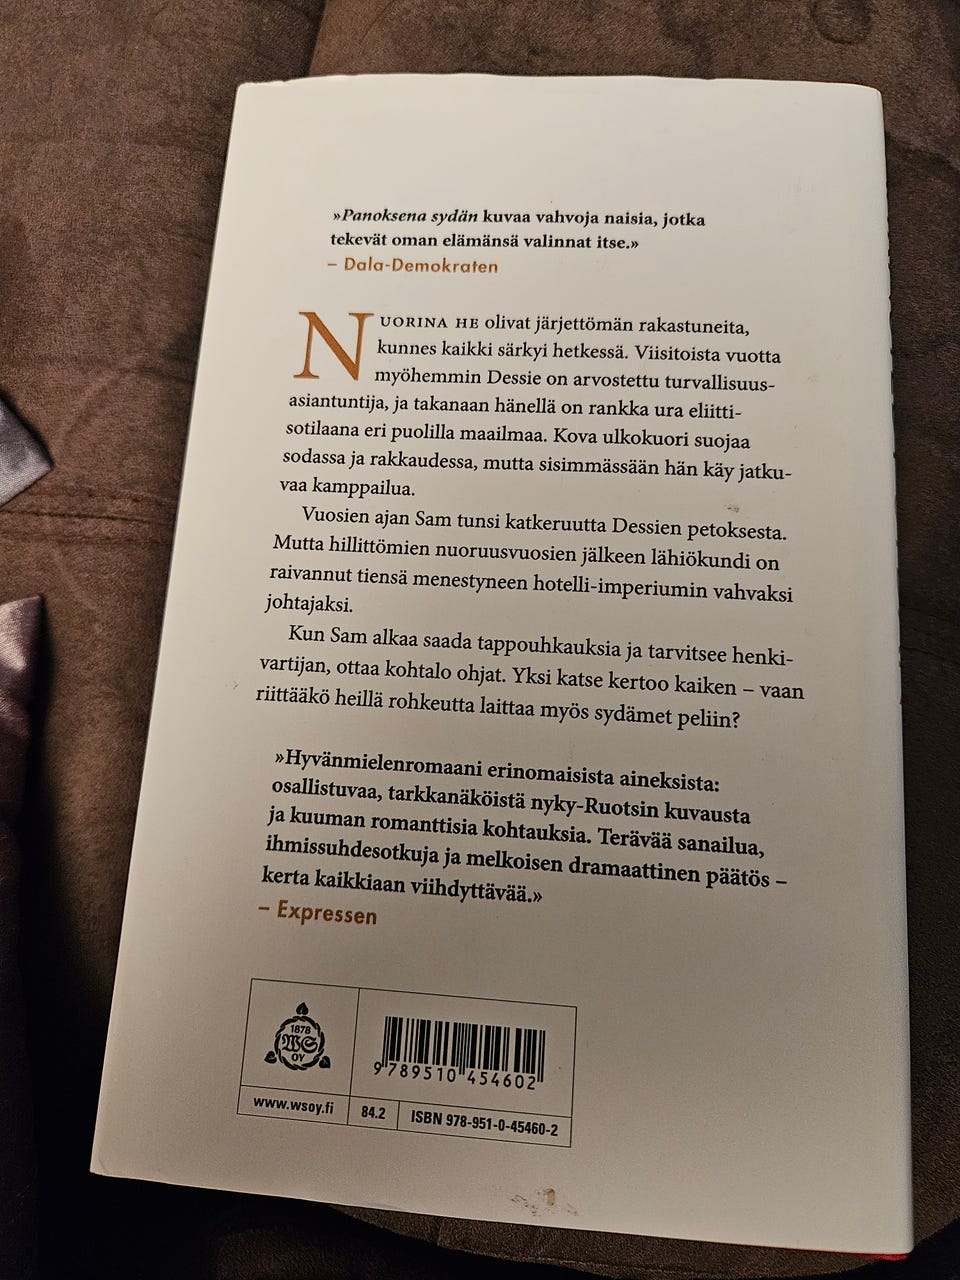 »Panoksena sydän kuvaa vahvoja naisia, jotka
tekevät oman elämänsä valinnat itse.»
– Dala-Demokraten
NUORINA HE olivat järjettömän rakastuneita,
kunnes kaikki särkyi hetkessä. Viisitoista vuotta
myöhemmin Dessie on arvostettu turvallisuus-
asiantuntija, ja takanaan hänellä on rankka ura eliitti-
sotilaana eri puolilla maailmaa. Kova ulkokuori suojaa
sodassa ja rakkaudessa, mutta sisimmässään hän käy jatku-
vaa kamppailua.
Vuosien ajan Sam tunsi katkeruutta Dessien petoksesta.
Mutta hillittömien nuoruusvuosien jälkeen lähiökundi on
raivannut tiensä menestyneen hotelli-imperiumin vahvaksi
johtajaksi.
Kun Sam alkaa saada tappouhkauksia ja tarvitsee henki-
vartijan, ottaa kohtalo ohjat. Yksi katse kertoo kaiken – vaan
riittääkö heillä rohkeutta laittaa myös sydämet peliin?
»Hyvänmielenromaani erinomaisista aineksista:
osallistuvaa, tarkkanäköistä nyky-Ruotsin kuvausta
ja kuuman romanttisia kohtauksia. Terävää sanailua,
ihmissuhdesotkuja ja melkoisen dramaattinen päätös –
kerta kaikkiaan viihdyttävää.»
– Expressen
1878
WS
OY
9 789510 454602
www.wsoy.fi
84.2
ISBN 978-951-0-45460-2